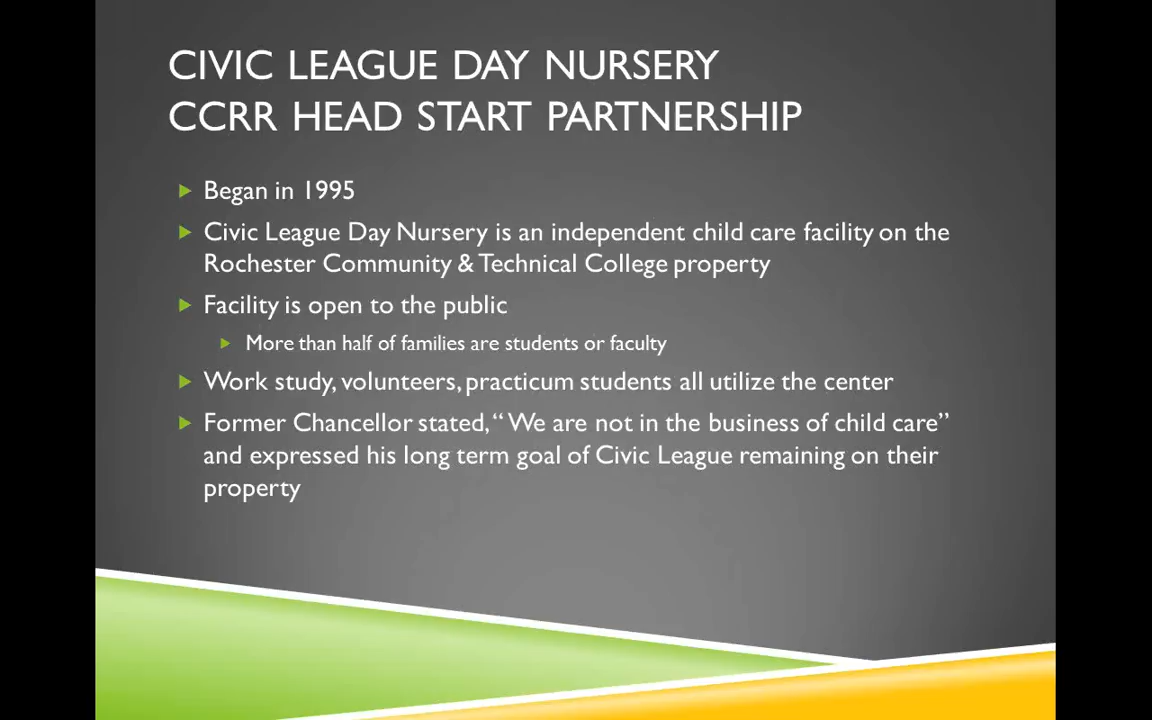 CIVIC LEAGUE DAY NURSERY
CCRR HEAD START PARTNERSHIP
Began in 1995
Civic League Day Nursery is an independent child care facility on the
Rochester Community & Technical College property
Facility is open to the public
More than half of families are students or faculty
Work study, volunteers, practicum students all utilize the center
Former Chancellor stated, “ We are not in the business of child care”
and expressed his long term goal of Civic League remaining on their
property